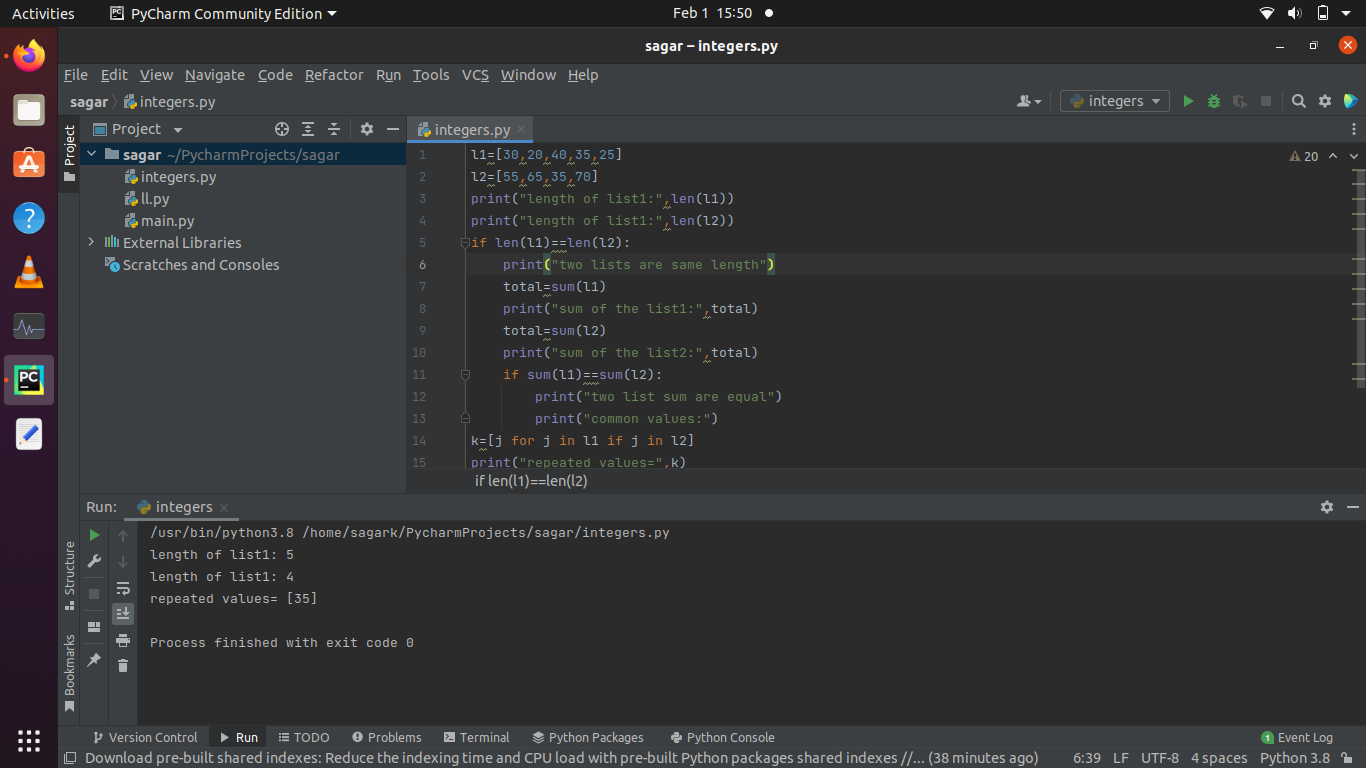 Activities PyCharm Community Edition Feb 1 15:50
sagar – integers.py
File Edit View Navigate Code Refactor Run Tools VCS Window Help
sagar integers.py integers
Project
Project
integers.py
sagar ~/PycharmProjects/sagar
integers.py
ll.py
main.py
External Libraries
Scratches and Consoles
20
1 l1=[30,20,40,35,25]
2 l2=[55,65,35,70]
3 print("length of list1:",len(l1))
4 print("length of list1:",len(l2))
5 if len(l1)==len(l2):
6     print("two lists are same length")
7     total=sum(l1)
8     print("sum of the list1:",total)
9     total=sum(l2)
10     print("sum of the list2:",total)
11     if sum(l1)==sum(l2):
12         print("two list sum are equal")
13         print("common values:")
14 k=[j for j in l1 if j in l2]
15 print("repeated values=",k)
if len(l1)==len(l2)
Run: integers
/usr/bin/python3.8 /home/sagark/PycharmProjects/sagar/integers.py
length of list1: 5
length of list1: 4
repeated values= [35]
Process finished with exit code 0
Structure
Bookmarks
Version Control Run TODO Problems Terminal Python Packages Python Console 1 Event Log
Download pre-built shared indexes: Reduce the indexing time and CPU load with pre-built Python packages shared indexes //... (38 minutes ago) 6:39 LF UTF-8 4 spaces Python 3.8